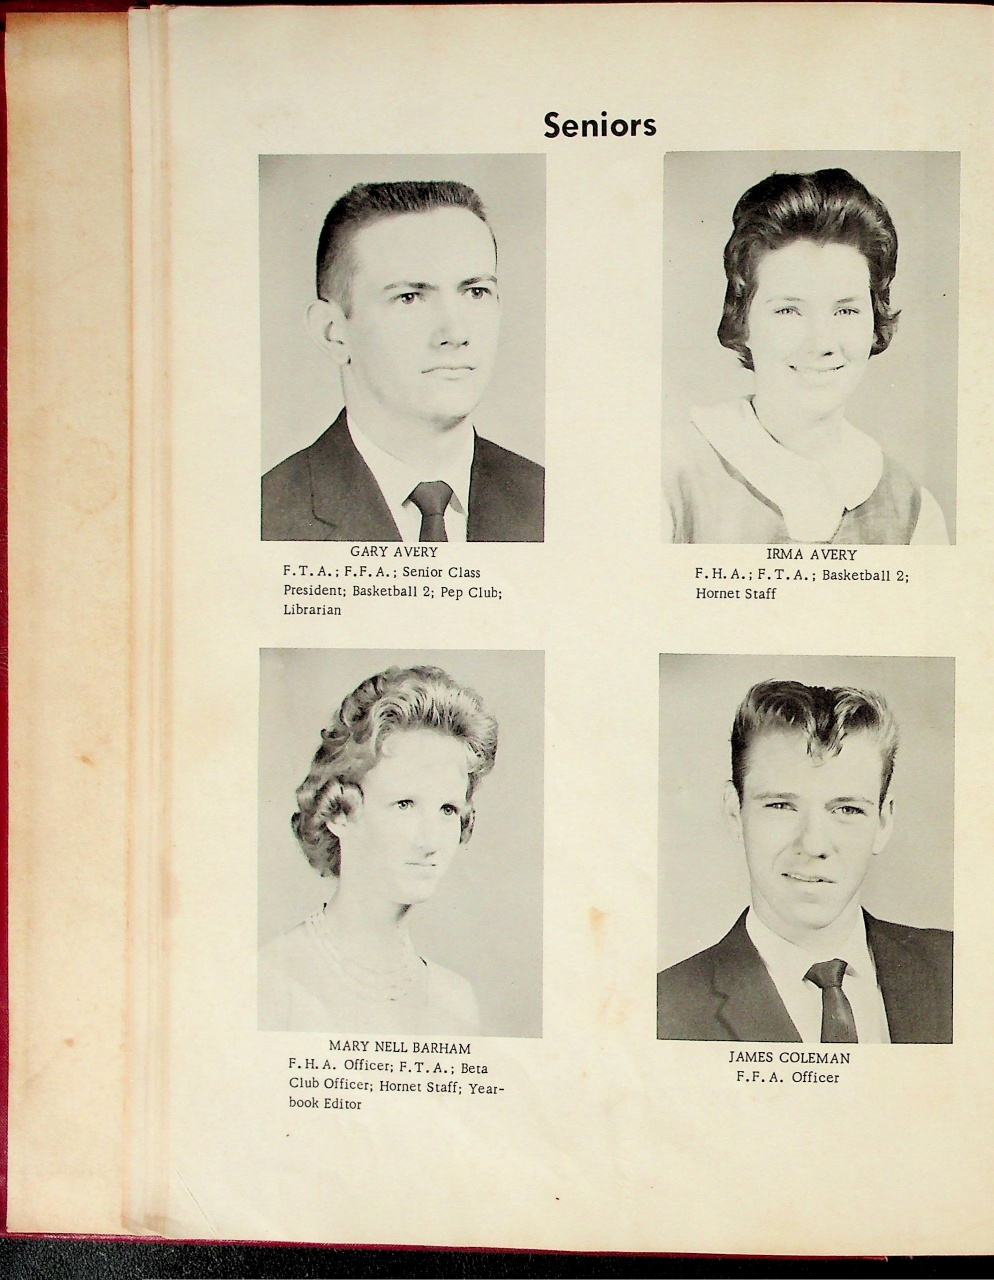 Seniors
GARY AVERY
F.T.A.; F.F.A.; Senior Class
President; Basketball 2; Pep Club;
Librarian
IRMA AVERY
F.H.A.; F.T.A.; Basketball 2;
Hornet Staff
MARY NELL BARHAM
F.H.A. Officer; F.T.A.; Beta
Club Officer; Hornet Staff; Year-
book Editor
JAMES COLEMAN
F.F.A. Officer